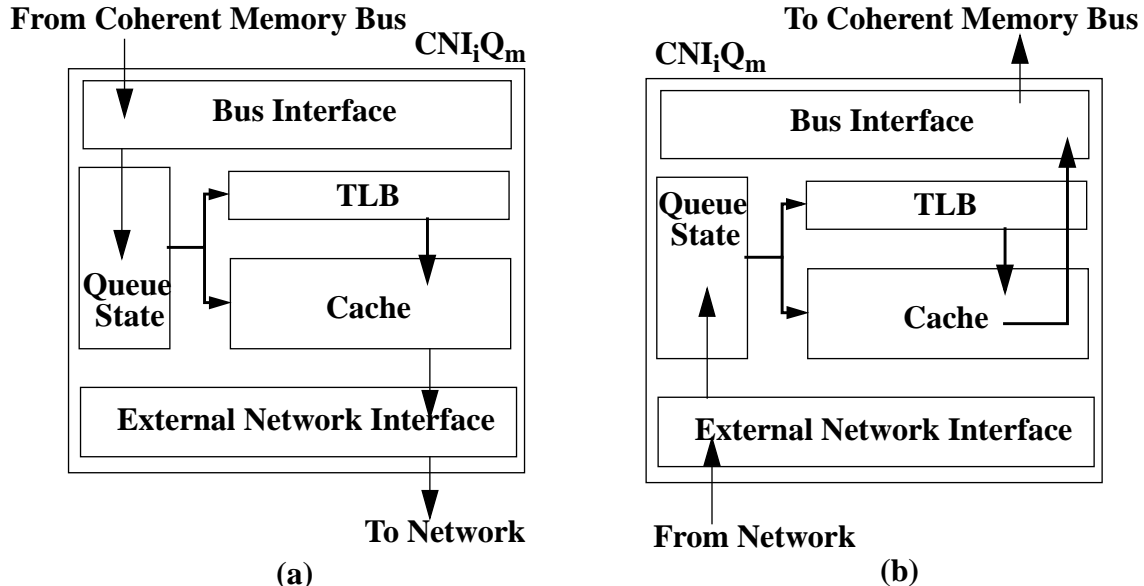 From Coherent Memory Bus
CNIiQm
Bus Interface
TLB
Queue
State
Cache
External Network Interface
To Network
(a)
To Coherent Memory Bus
CNIiQm
Bus Interface
Queue
State
TLB
Cache
External Network Interface
From Network
(b)